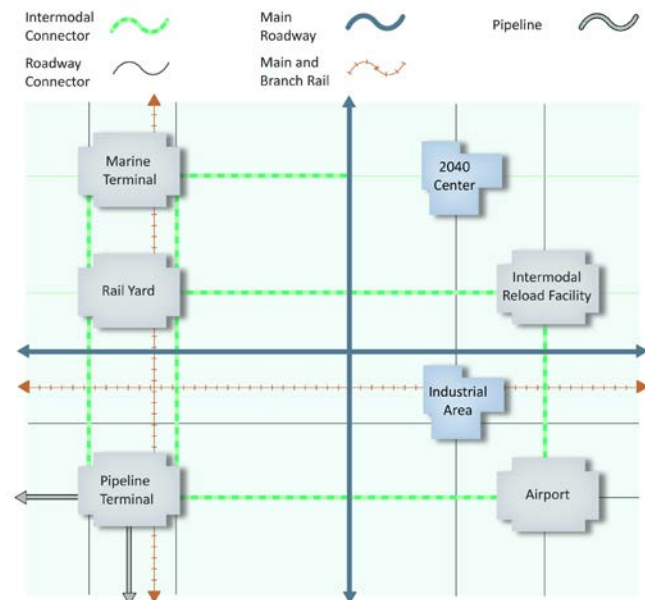 Intermodal
Connector
Main
Roadway
Pipeline
Roadway
Connector
Main and
Branch Rail
Marine
Terminal
2040
Center
Rail Yard
Intermodal
Reload Facility
Industrial
Area
Pipeline
Terminal
Airport